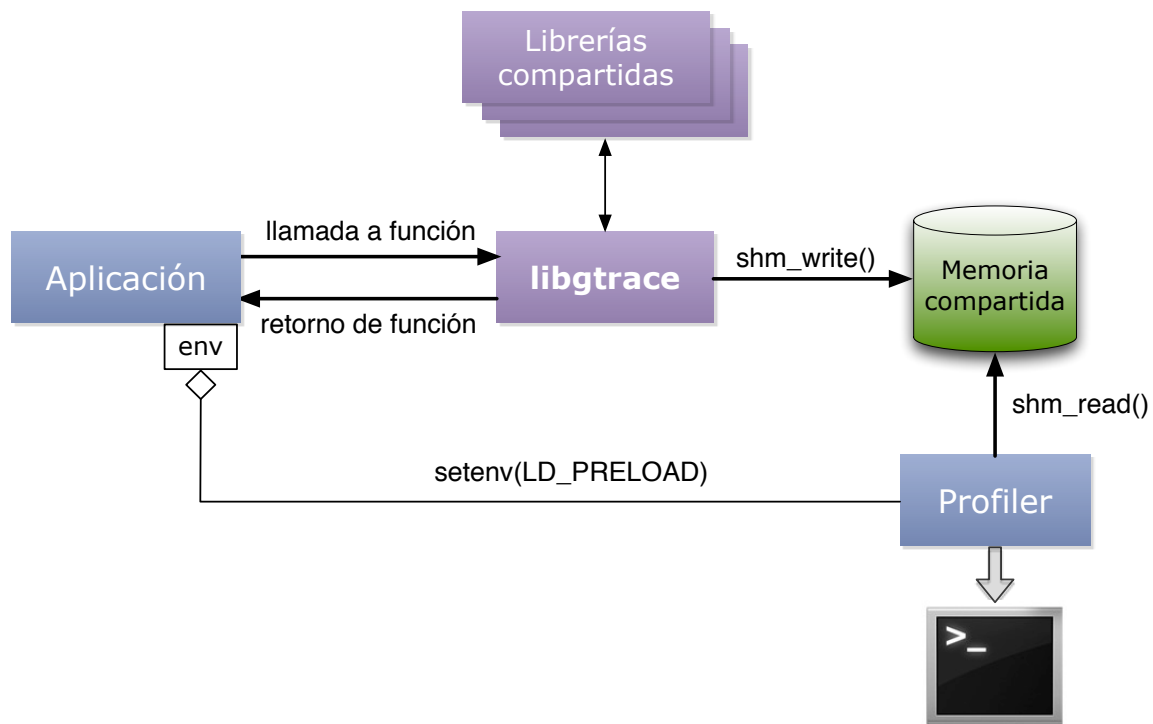 Librerías
compartidas
llamada a función
Aplicación
libgtrace
shm_write()
Memoria
compartida
retorno de función
env
shm_read()
setenv(LD_PRELOAD)
Profiler
>_